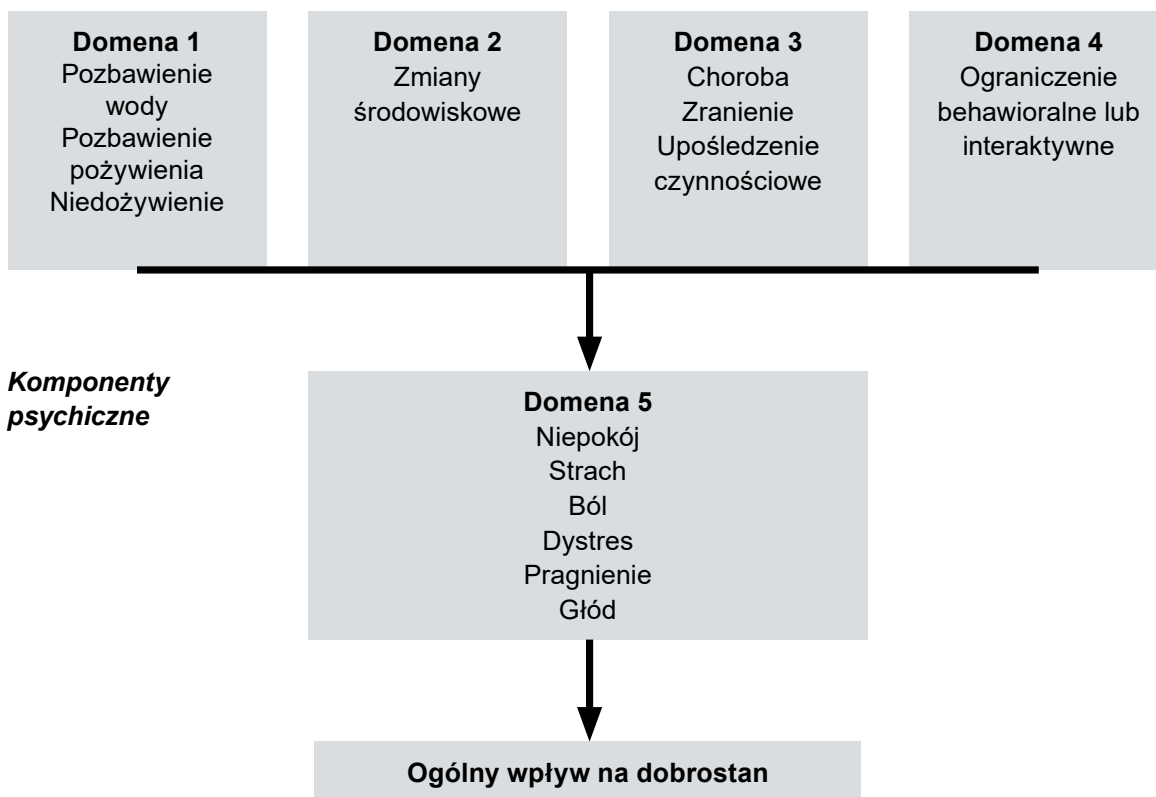 Domena 1
Pozbawienie
wody
Pozbawienie
pożywienia
Niedożywienie
Domena 2
Zmiany
środowiskowe
Domena 3
Choroba
Zranienie
Upośledzenie
czynnościowe
Domena 4
Ograniczenie
behawioralne lub
interaktywne
Komponenty
psychiczne
Domena 5
Niepokój
Strach
Ból
Dystres
Pragnienie
Głód
Ogólny wpływ na dobrostan